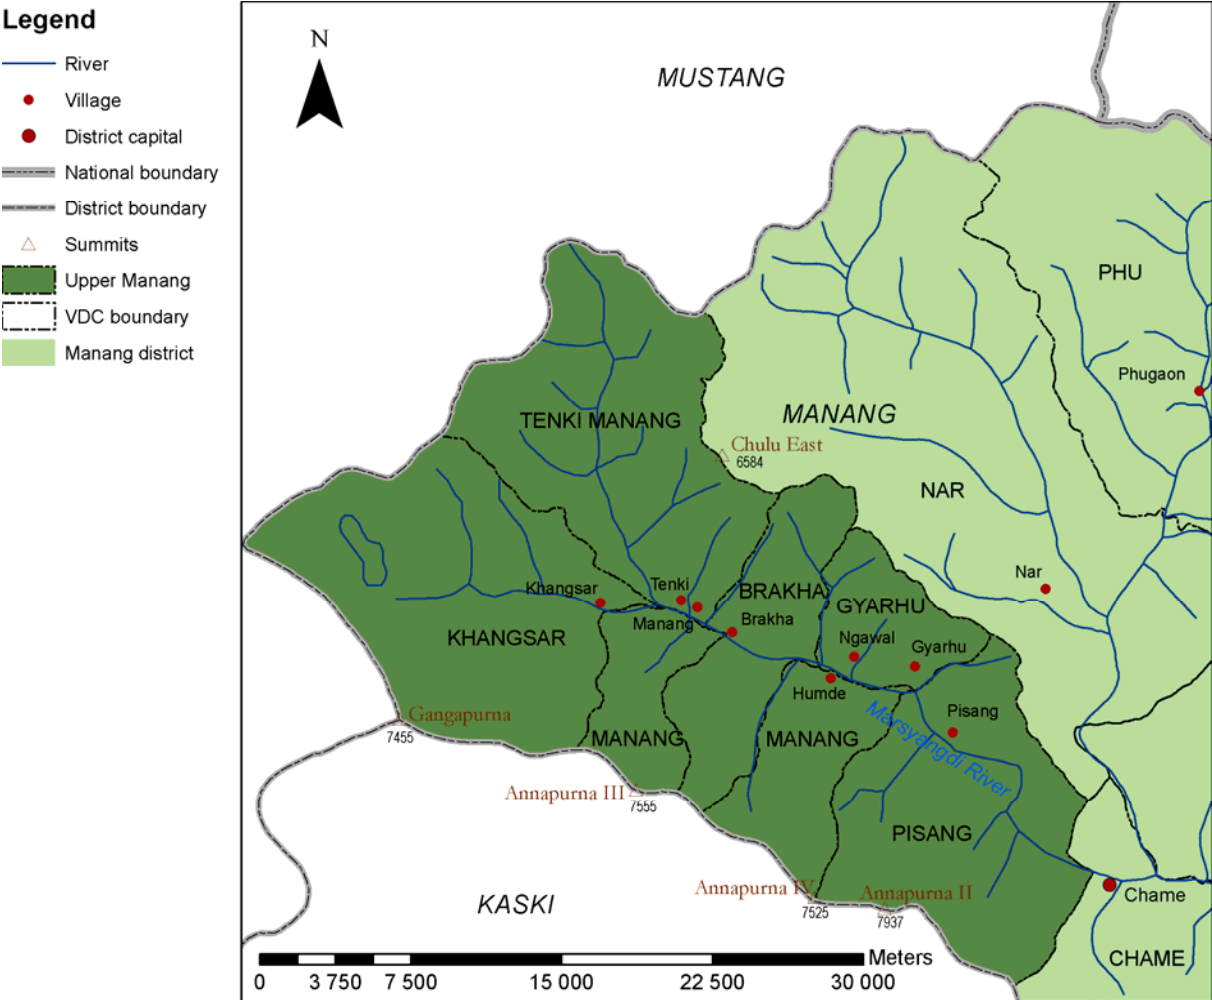 Legend
River
Village
District capital
National boundary
District boundary
Summits
Upper Manang
VDC boundary
Manang district
N
MUSTANG
PHU
Phugaon
MANANG
TENKI MANANG
Chulu East
6584
NAR
Nar
Khangsar
Tenki
Manang
BRAKHA
Brakha
GYARHU
Ngawal
Gyarhu
KHANGSAR
Humde
Pisang
Marsyangdi River
Gangapurna
7455
MANANG
MANANG
Annapurna III
7555
PISANG
Annapurna IV
7525
Annapurna II
7937
KASKI
Chame
CHAME
Meters
0 3 750 7 500 15 000 22 500 30 000